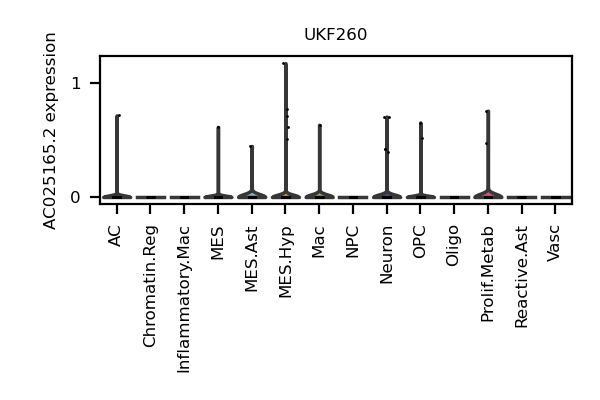 UKF260
AC025165.2 expression
1
0
AC
Chromatin.Reg
Inflammatory.Mac
MES
MES.Ast
MES.Hyp
Mac
NPC
Neuron
OPC
Oligo
Prolif.Metab
Reactive.Ast
Vasc